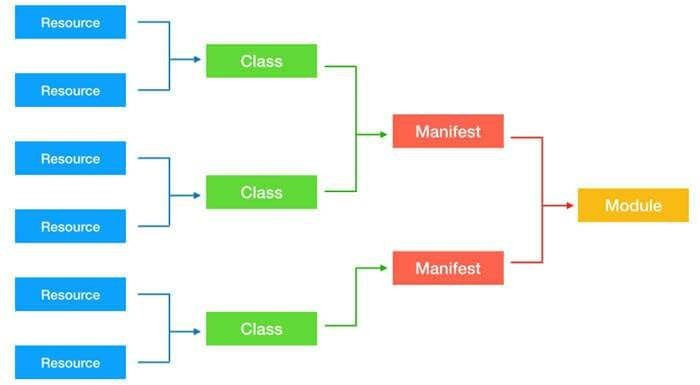 Resource
Resource
Class
Resource
Resource
Class
Resource
Resource
Class
Manifest
Manifest
Module